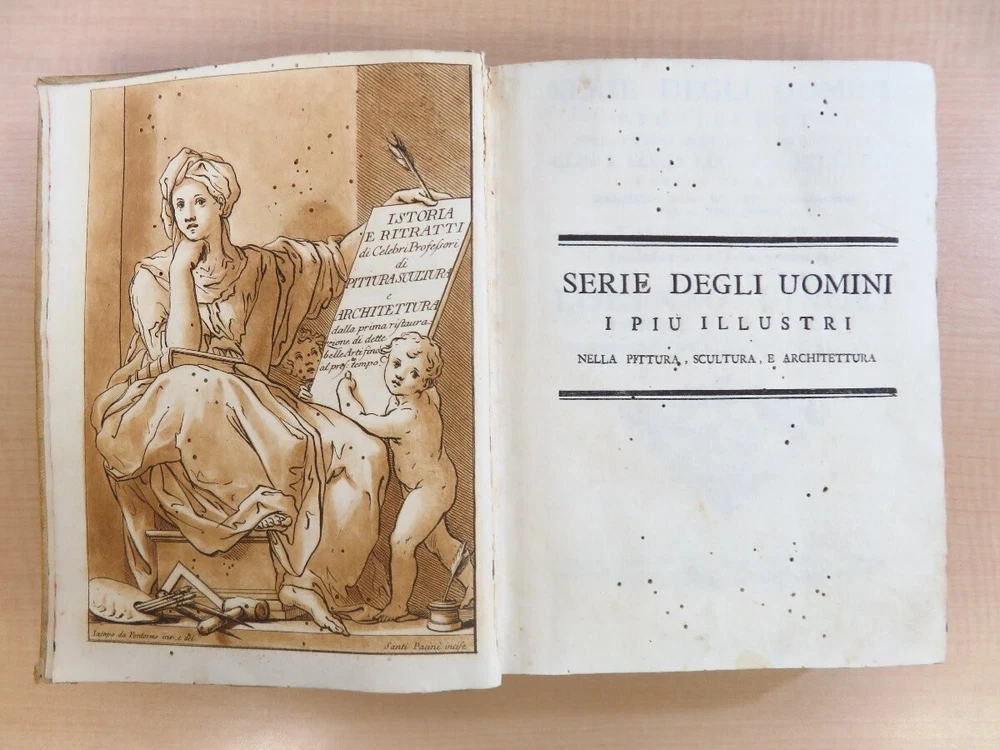 ISTORIA
E RITRATTI
di Celebri Professori
di
PITTURA SCULTURA
e
ARCHITETTURA
dalla prima ristaura-
zione di dette
belle Arti fino
al pres. tempo.
Iacopo da Pontormo inv. e del.
Santi Pacini incise
SERIE DEGLI UOMINI
I PIÙ ILLUSTRI
NELLA PITTURA, SCULTURA, E ARCHITETTURA